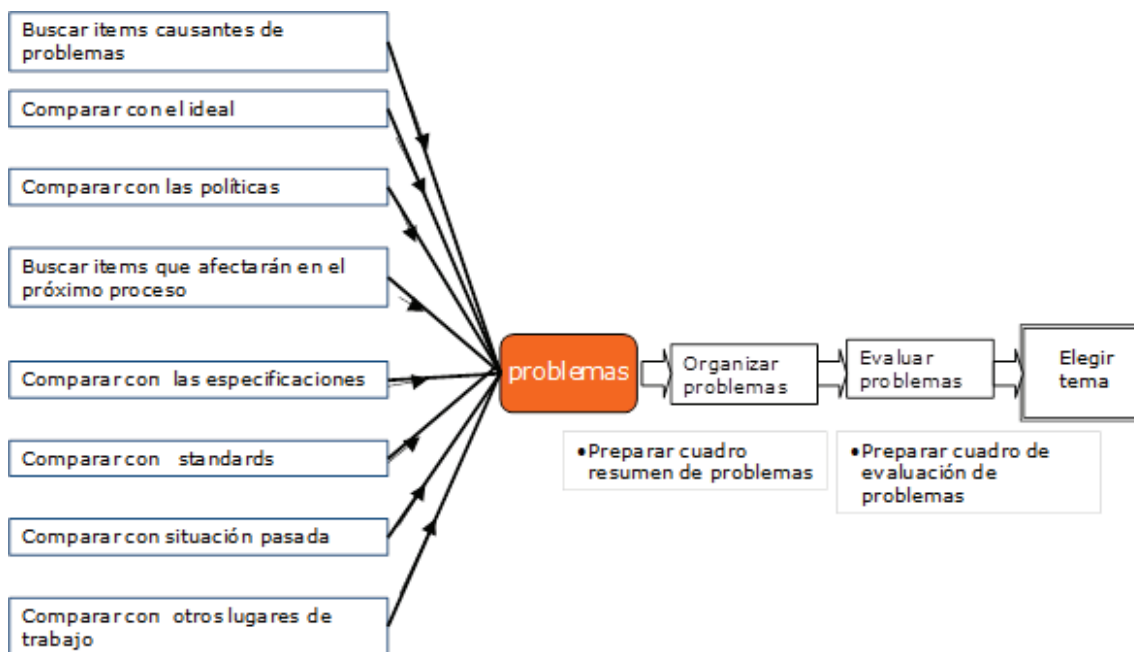 Buscar items causantes de
problemas
Comparar con el ideal
Comparar con las políticas
Buscar items que afectarán en el
próximo proceso
Comparar con las especificaciones
Comparar con standards
Comparar con situación pasada
Comparar con otros lugares de
trabajo
problemas
Organizar
problemas
Evaluar
problemas
Elegir
tema
•Preparar cuadro
resumen de problemas
•Preparar cuadro de
evaluación de
problemas